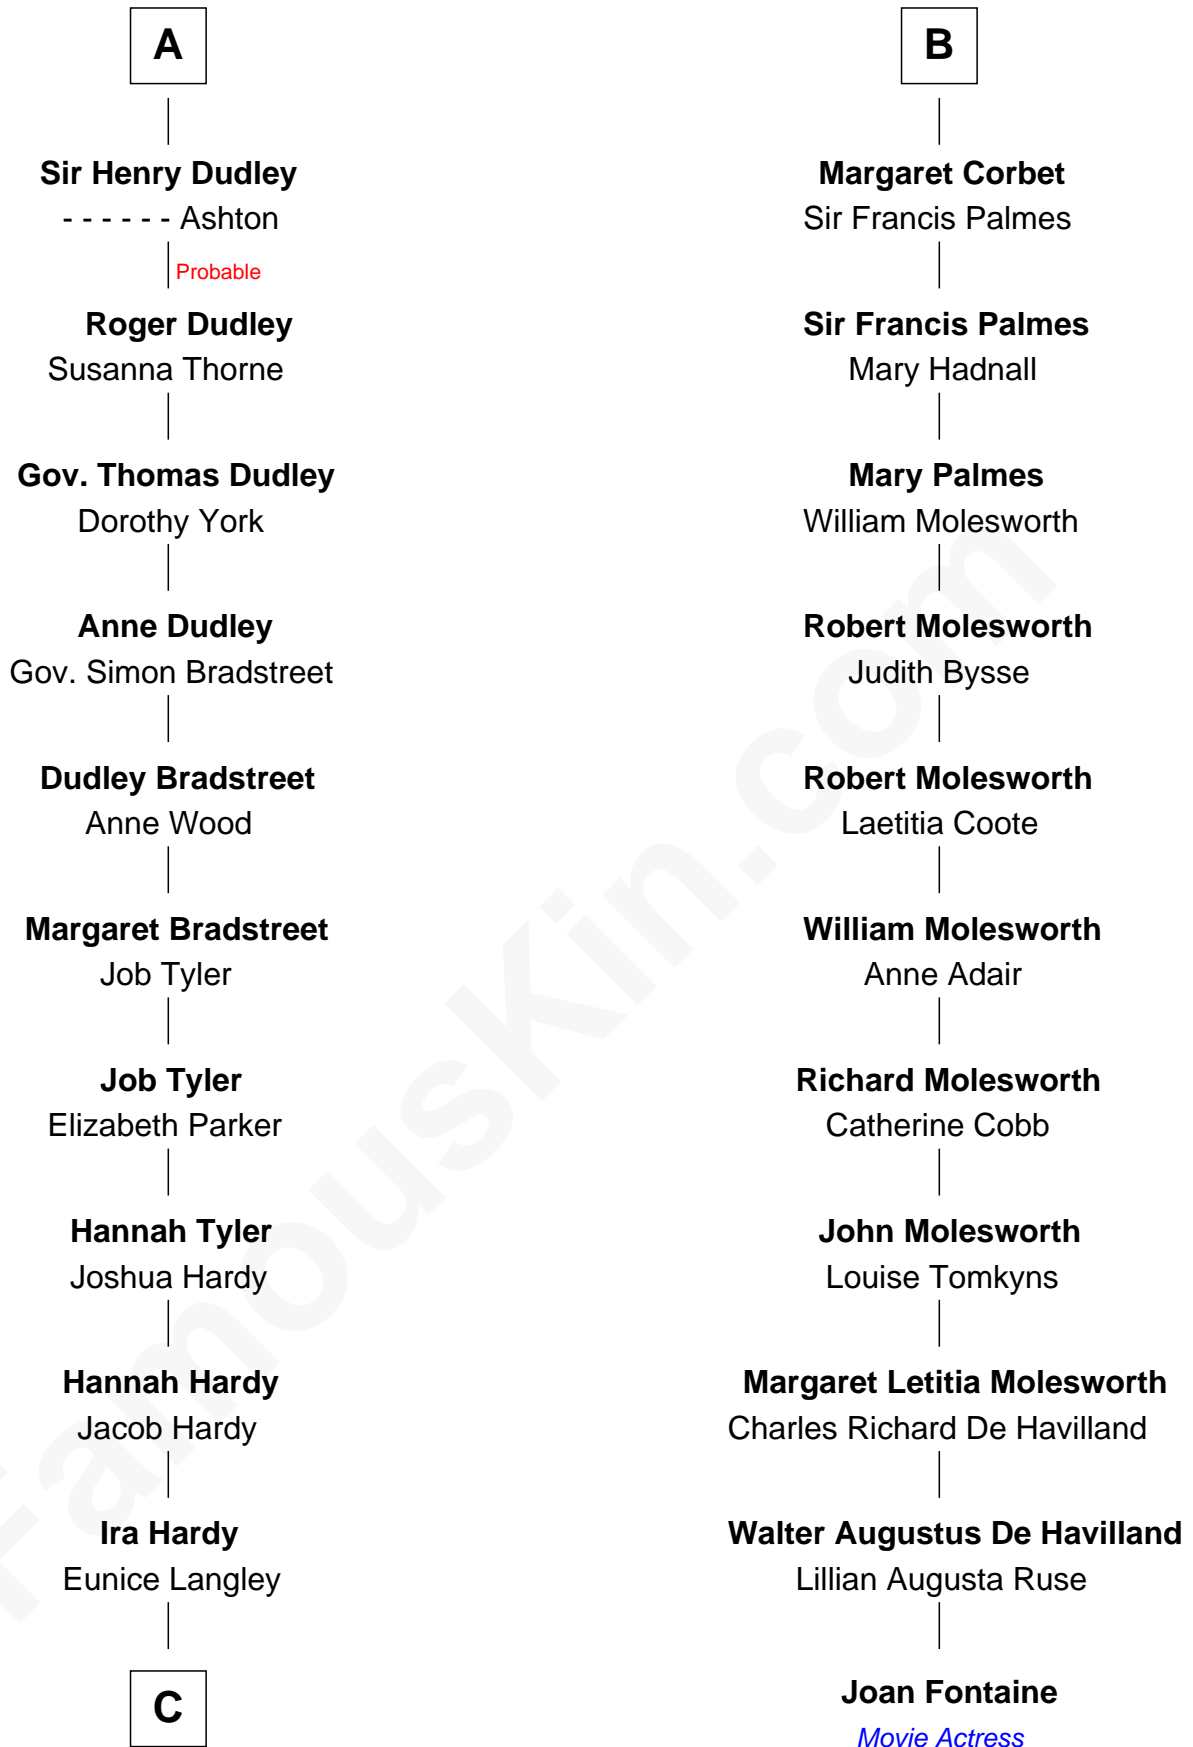 A
Sir Henry Dudley
- - - - - - Ashton
Probable
Roger Dudley
Susanna Thorne
Gov. Thomas Dudley
Dorothy York
Anne Dudley
Gov. Simon Bradstreet
Dudley Bradstreet
Anne Wood
Margaret Bradstreet
Job Tyler
Job Tyler
Elizabeth Parker
Hannah Tyler
Joshua Hardy
Hannah Hardy
Jacob Hardy
Ira Hardy
Eunice Langley
C
B
Margaret Corbet
Sir Francis Palmes
Sir Francis Palmes
Mary Hadnall
Mary Palmes
William Molesworth
Robert Molesworth
Judith Bysse
Robert Molesworth
Laetitia Coote
William Molesworth
Anne Adair
Richard Molesworth
Catherine Cobb
John Molesworth
Louise Tomkyns
Margaret Letitia Molesworth
Charles Richard De Havilland
Walter Augustus De Havilland
Lillian Augusta Ruse
Joan Fontaine
Movie Actress
FamousKin.com